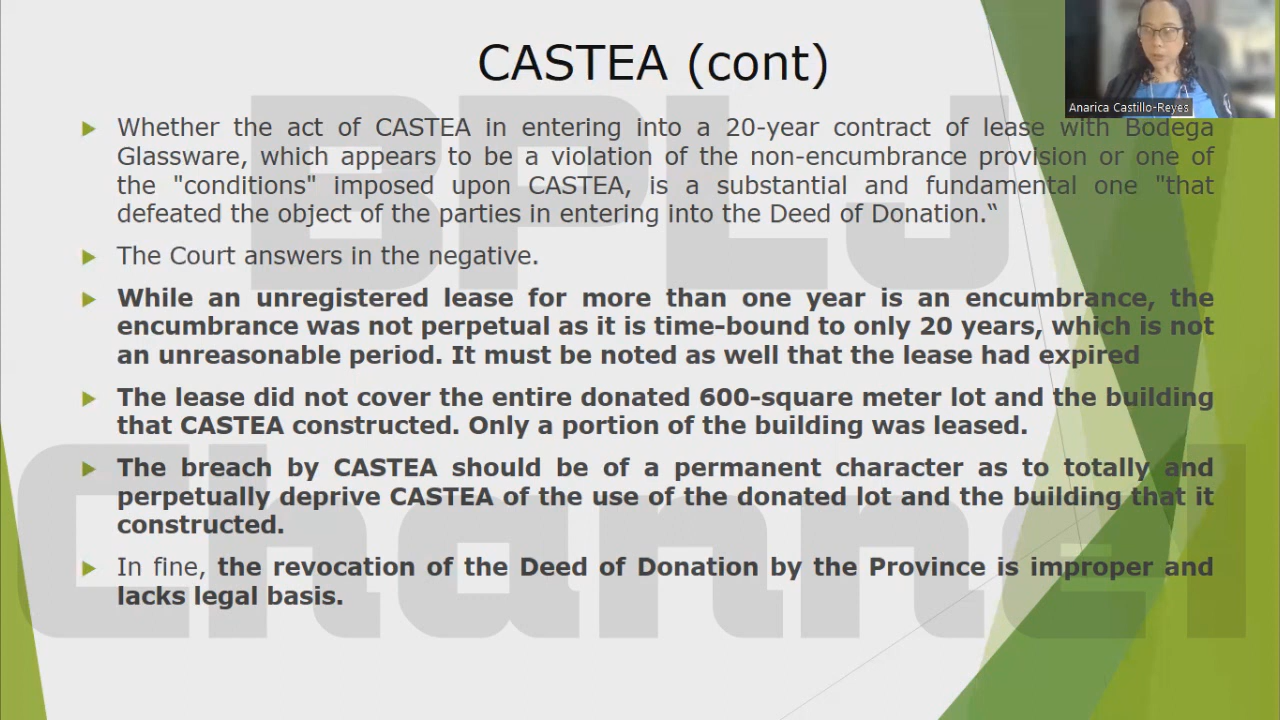 CASTEA (cont)
Anarica Castillo-Reyes
Whether the act of CASTEA in entering into a 20-year contract of lease with Bodega
Glassware, which appears to be a violation of the non-encumbrance provision or one of
the "conditions" imposed upon CASTEA, is a substantial and fundamental one "that
defeated the object of the parties in entering into the Deed of Donation.“
The Court answers in the negative.
While an unregistered lease for more than one year is an encumbrance, the
encumbrance was not perpetual as it is time-bound to only 20 years, which is not
an unreasonable period. It must be noted as well that the lease had expired
The lease did not cover the entire donated 600-square meter lot and the building
that CASTEA constructed. Only a portion of the building was leased.
The breach by CASTEA should be of a permanent character as to totally and
perpetually deprive CASTEA of the use of the donated lot and the building that it
constructed.
In fine, the revocation of the Deed of Donation by the Province is improper and
lacks legal basis.
BPLJ
Channel